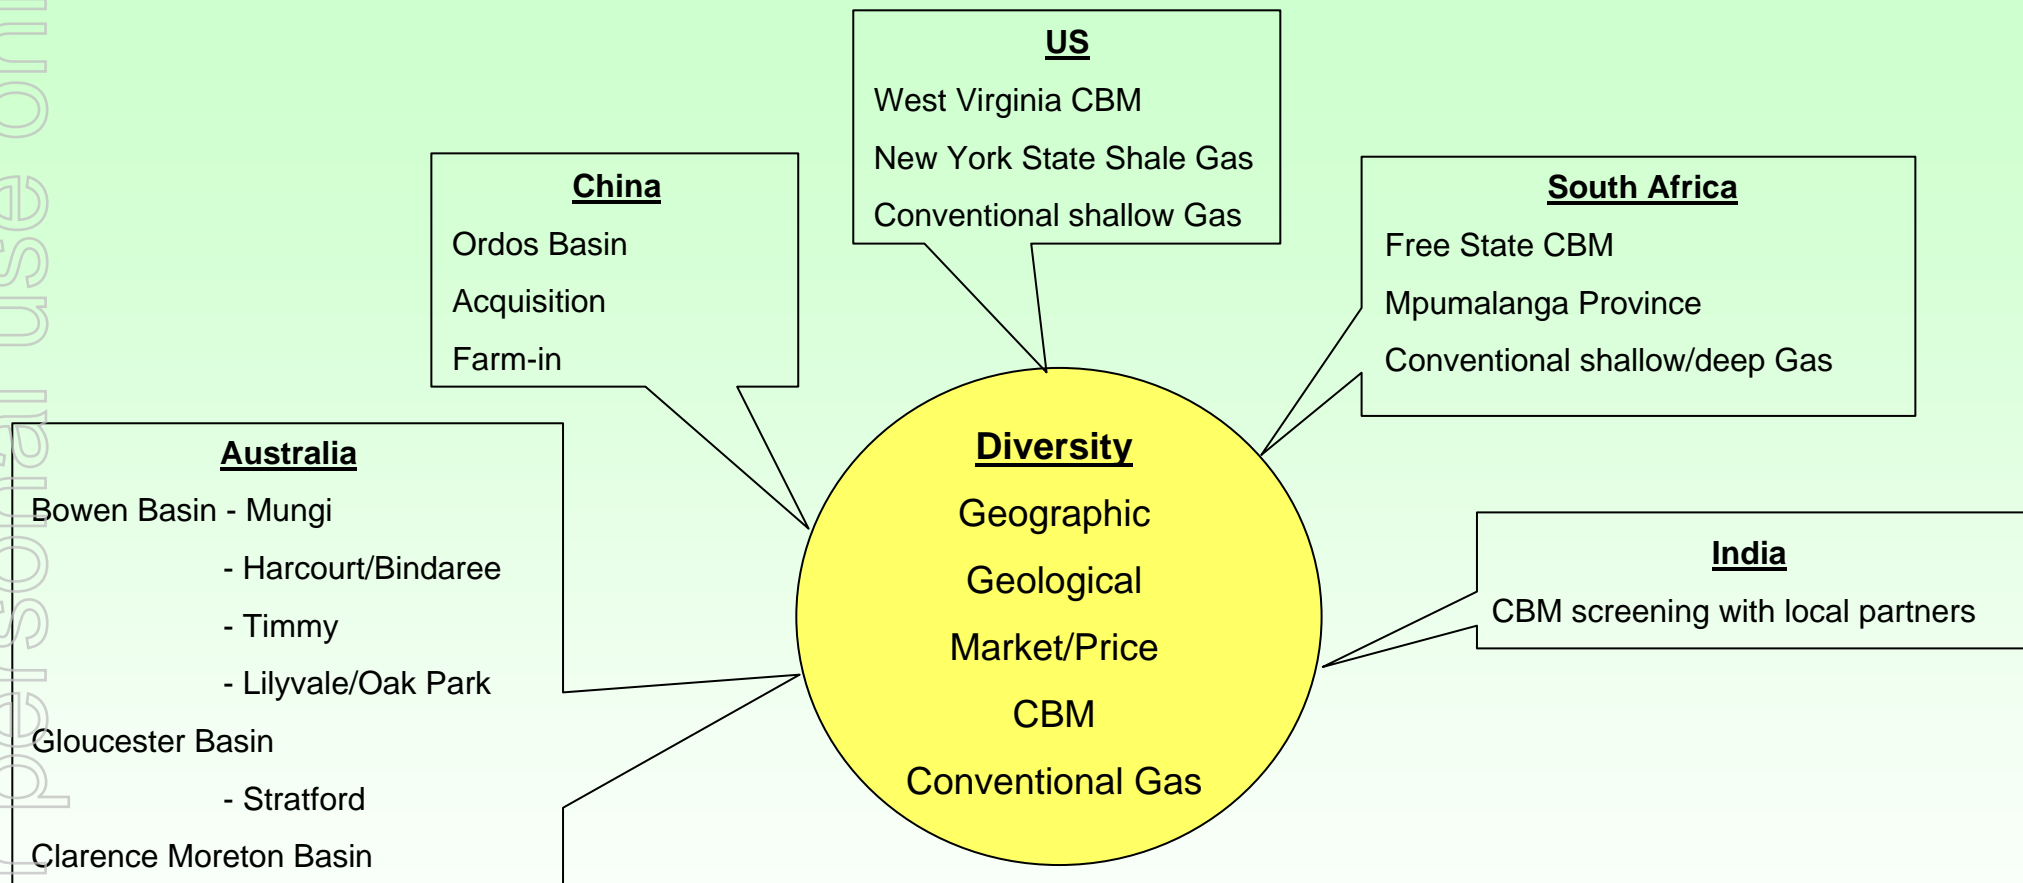 US
West Virginia CBM
New York State Shale Gas
Conventional shallow Gas
China
Ordos Basin
Acquisition
Farm-in
South Africa
Free State CBM
Mpumalanga Province
Conventional shallow/deep Gas
Australia
Bowen Basin - Mungi
- Harcourt/Bindaree
- Timmy
- Lilyvale/Oak Park
Gloucester Basin
- Stratford
Clarence Moreton Basin
Diversity
Geographic
Geological
Market/Price
CBM
Conventional Gas
India
CBM screening with local partners
personal use